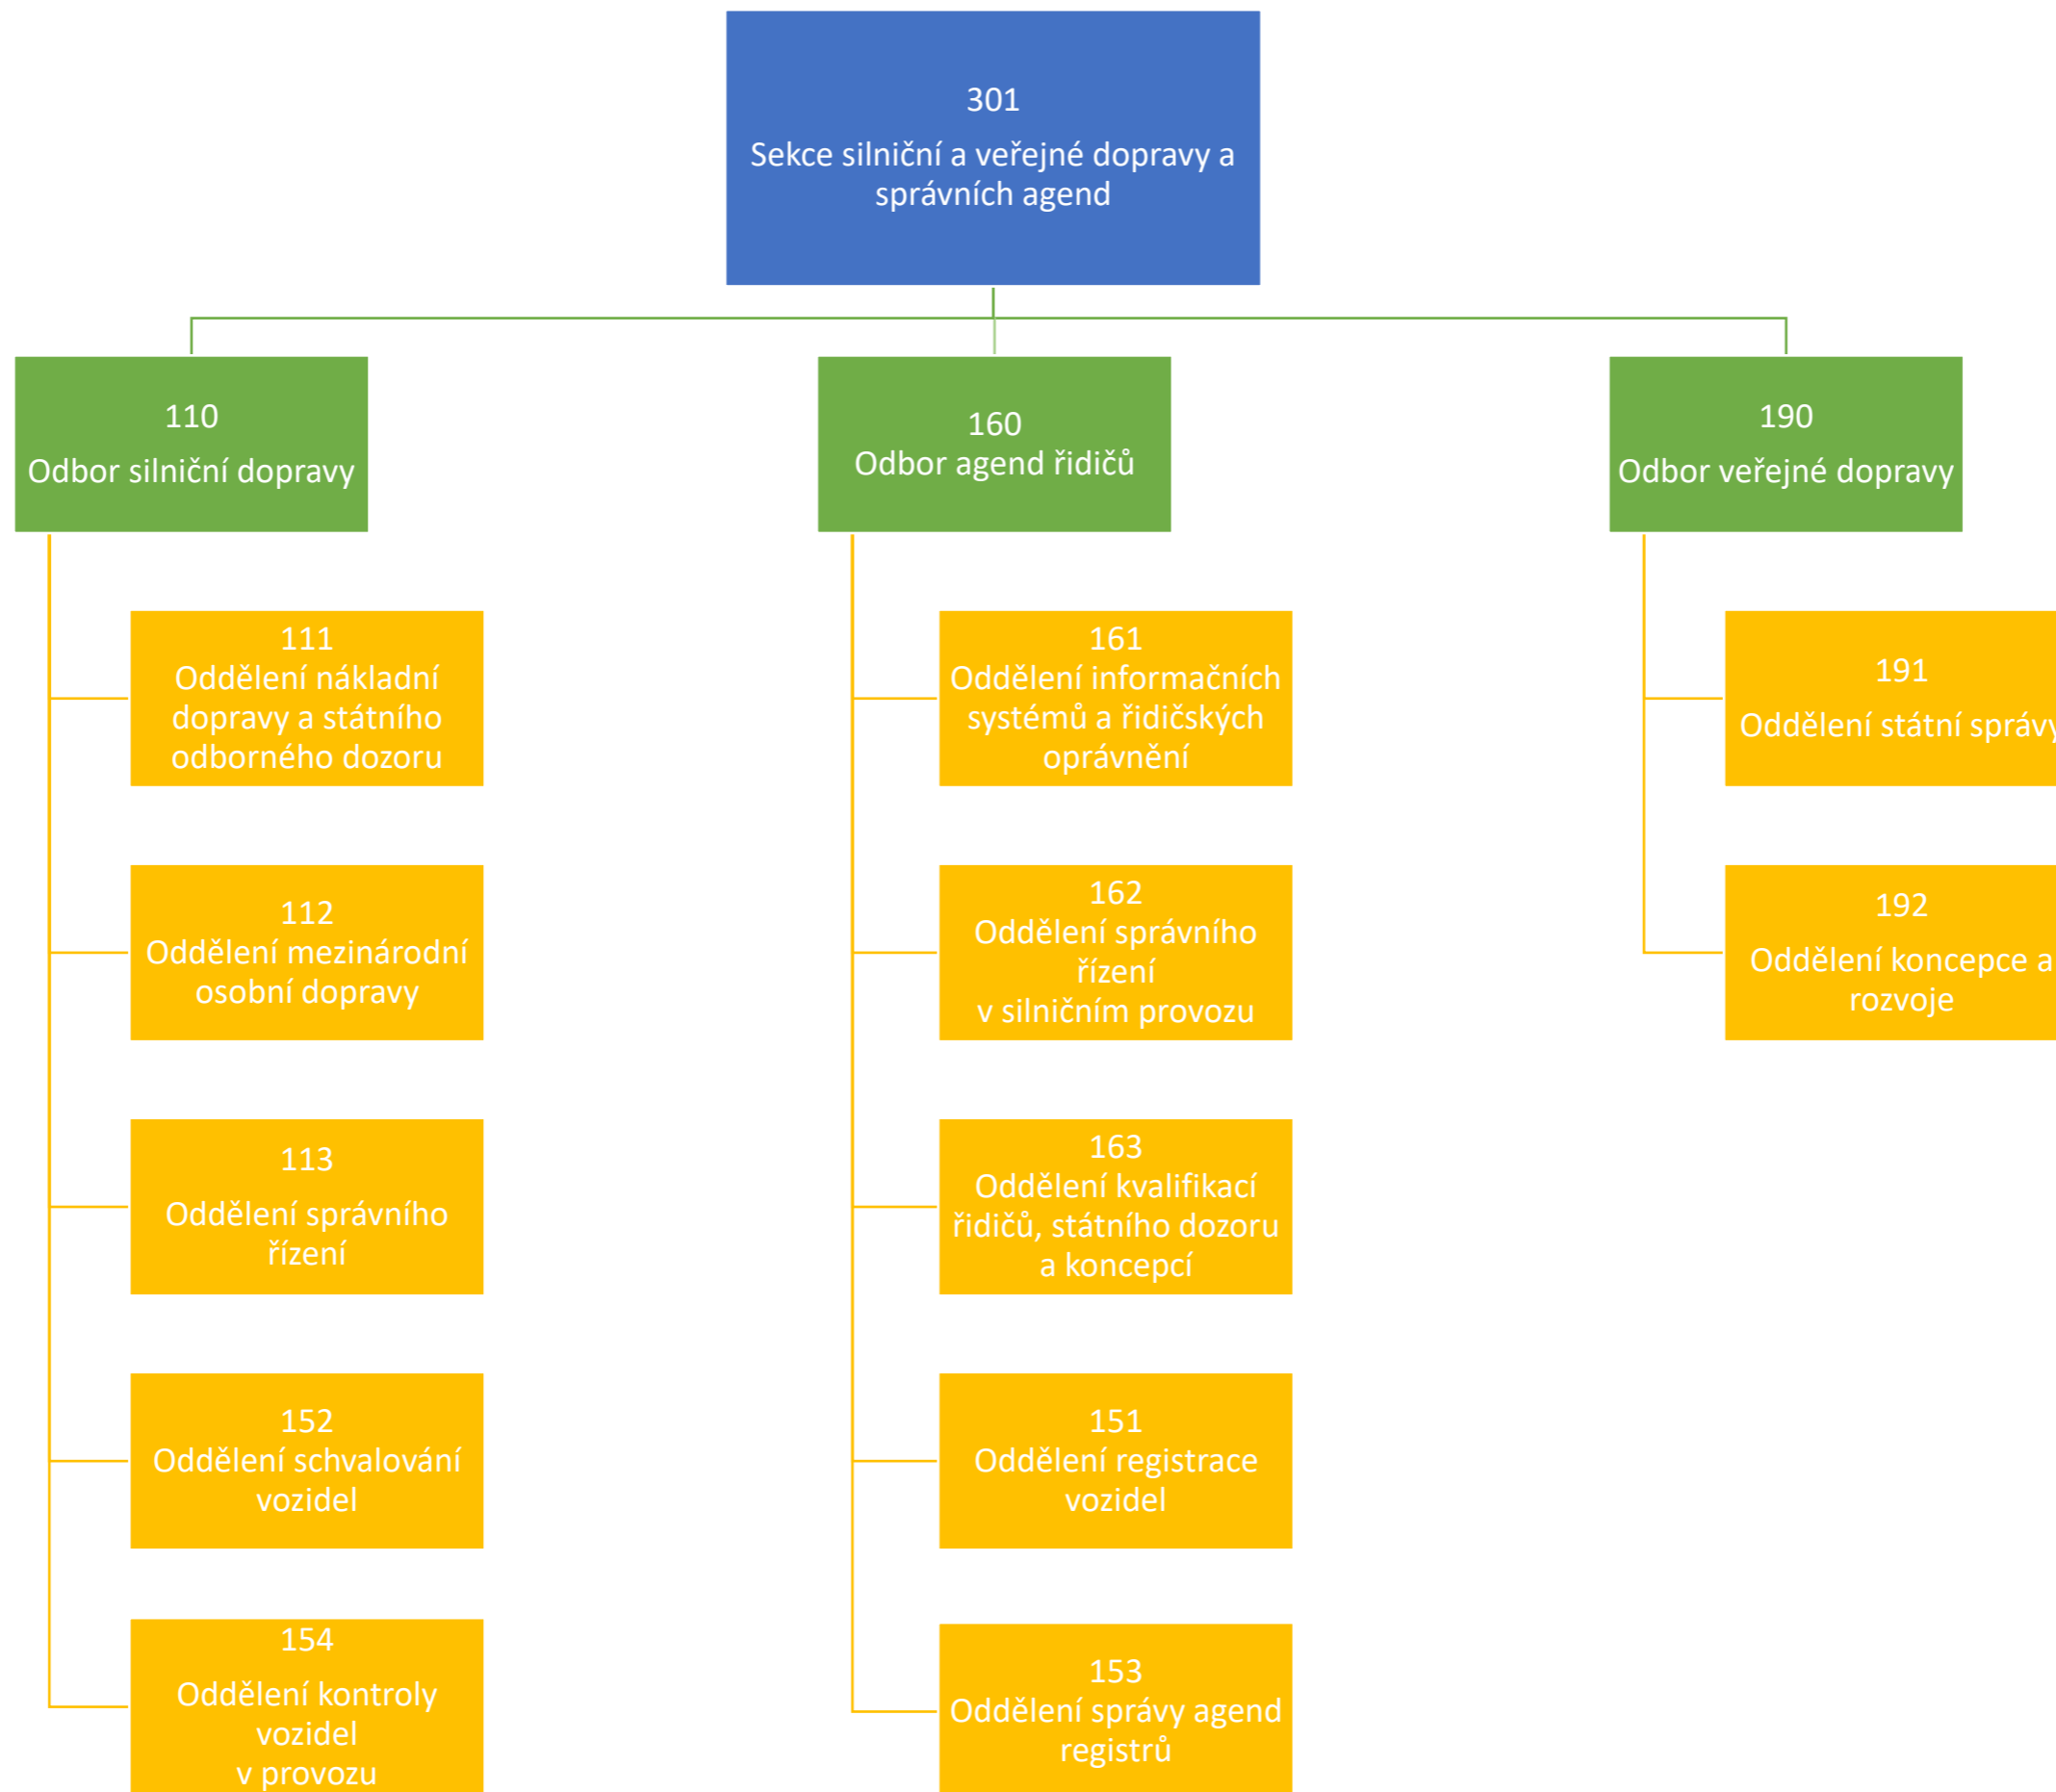 301
Sekce silniční a veřejné dopravy a
správních agend
110
Odbor silniční dopravy
160
Odbor agend řidičů
190
Odbor veřejné dopravy
111
Oddělení nákladní
dopravy a státního
odborného dozoru
161
Oddělení informačních
systémů a řidičských
oprávnění
191
Oddělení státní správy
112
Oddělení mezinárodní
osobní dopravy
162
Oddělení správního
řízení
v silničním provozu
192
Oddělení koncepce a
rozvoje
113
Oddělení správního
řízení
163
Oddělení kvalifikací
řidičů, státního dozoru
a koncepcí
152
Oddělení schvalování
vozidel
151
Oddělení registrace
vozidel
154
Oddělení kontroly
vozidel
v provozu
153
Oddělení správy agend
registrů